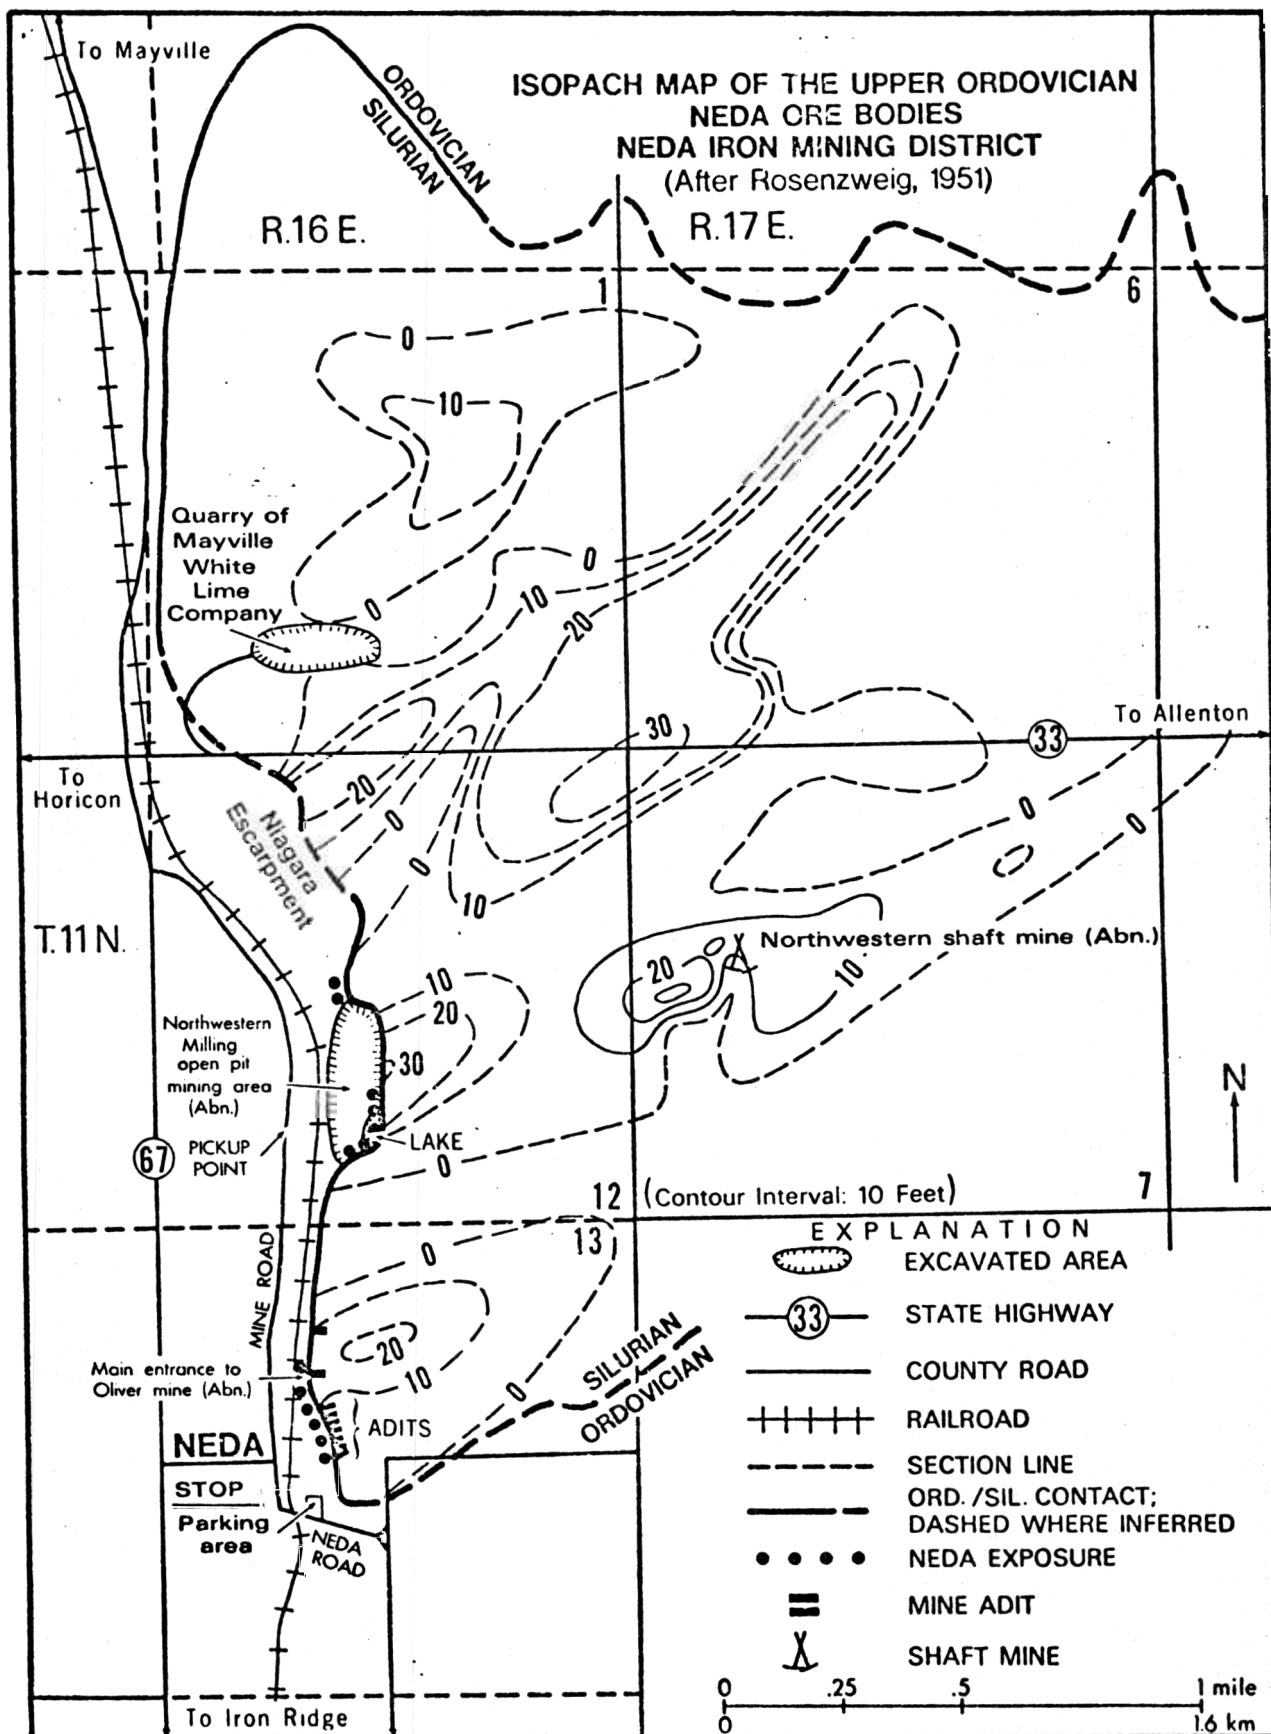 To Mayville
ORDOVICIAN
SILURIAN
ISOPACH MAP OF THE UPPER ORDOVICIAN
NEDA ORE BODIES
NEDA IRON MINING DISTRICT
(After Rosenzweig, 1951)
R.16 E.
R.17 E.
1
6
0
10
Quarry of
Mayville
White
Lime
Company
0
0
10
20
30
To Allenton
33
To
Horicon
20
0
0
0
0
Niagara
Escarpment
10
T.11 N.
Northwestern shaft mine (Abn.)
20
10
10
20
30
Northwestern
Milling
open pit
mining area
(Abn.)
N
67
PICKUP
POINT
LAKE
0
12
(Contour Interval: 10 Feet)
7
EXPLANATION
13
0
MINE ROAD
EXCAVATED AREA
33
STATE HIGHWAY
20
SILURIAN
ORDOVICIAN
Main entrance to
Oliver mine (Abn.)
10
0
COUNTY ROAD
ADITS
RAILROAD
NEDA
SECTION LINE
STOP
Parking
area
NEDA
ROAD
ORD./SIL. CONTACT;
DASHED WHERE INFERRED
NEDA EXPOSURE
MINE ADIT
SHAFT MINE
0 .25 .5 1 mile
0 1.6 km
To Iron Ridge